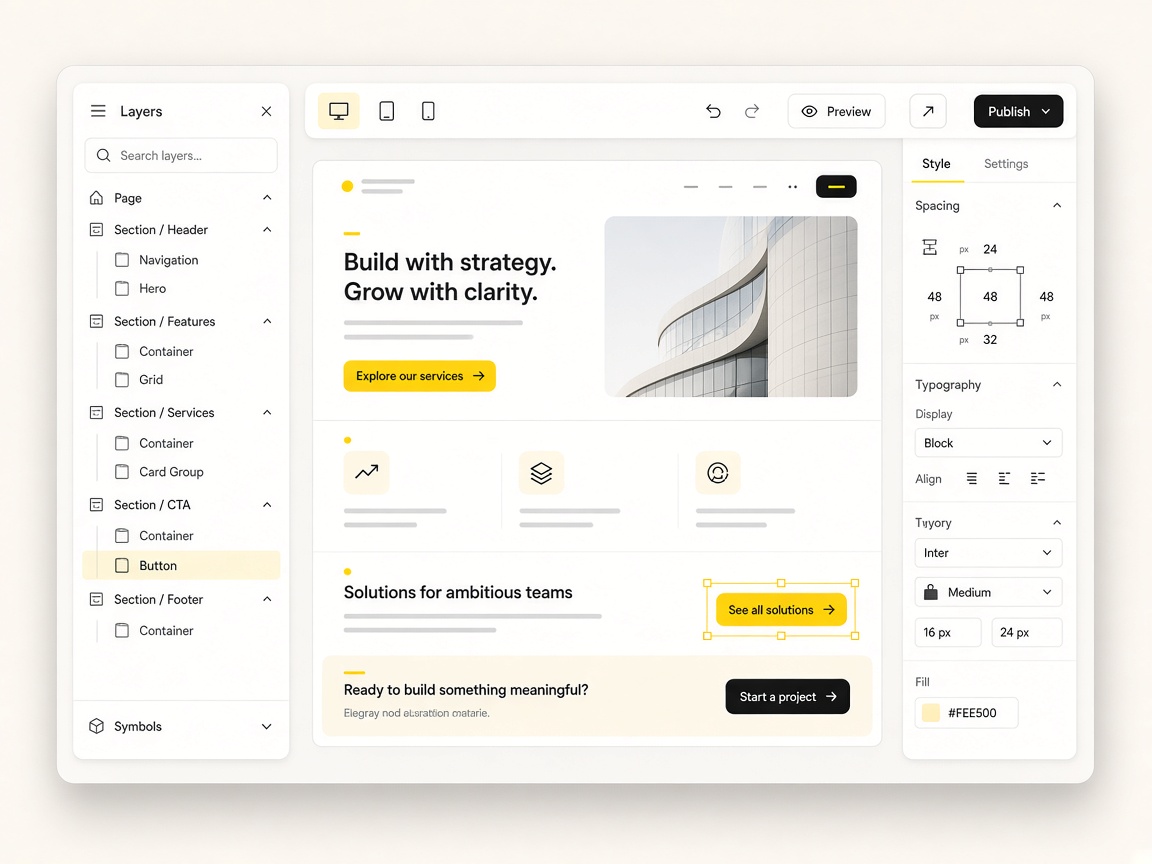 Layers
Search layers...
Page
Section / Header
Navigation
Hero
Section / Features
Container
Grid
Section / Services
Container
Card Group
Section / CTA
Container
Button
Section / Footer
Container
Symbols
Preview
Publish
Build with strategy.
Grow with clarity.
Explore our services
Solutions for ambitious teams
See all solutions
Ready to build something meaningful?
Elegray nod
Start a project
Style
Settings
Spacing
px 24
48 48 48
px px
px 32
Typography
Display
Block
Align
Inter
Medium
16 px 24 px
Fill
#FEE500